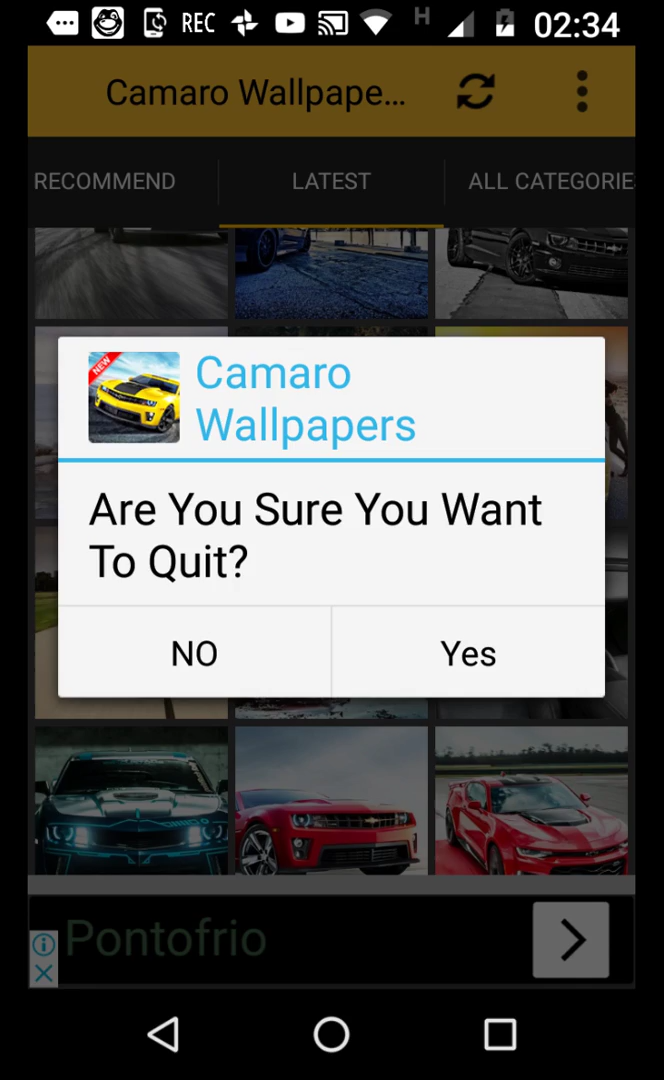 REC H 02:34
Camaro Wallpape...
RECOMMEND LATEST ALL CATEGORIE
NEW
Camaro
Wallpapers
Are You Sure You Want
To Quit?
NO Yes
Pontofrio